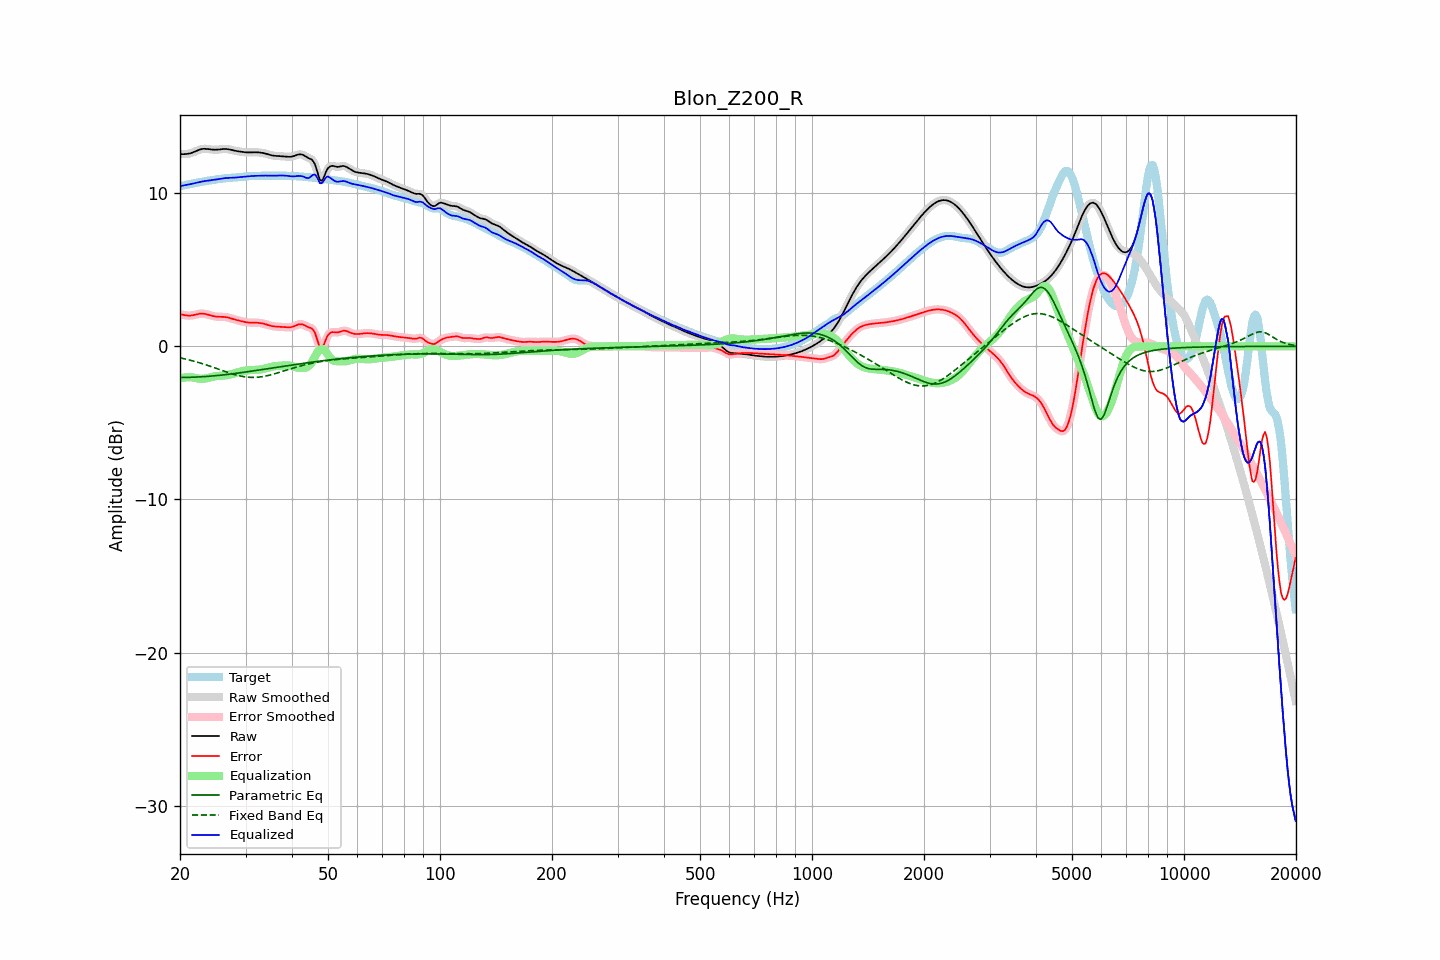 Blon_Z200_R
Amplitude (dBr)
10
0
−10
−20
−30
Target
Raw Smoothed
Error Smoothed
Raw
Error
Equalization
Parametric Eq
Fixed Band Eq
Equalized
20 50 100 200 500 1000 2000 5000 10000 20000
Frequency (Hz)